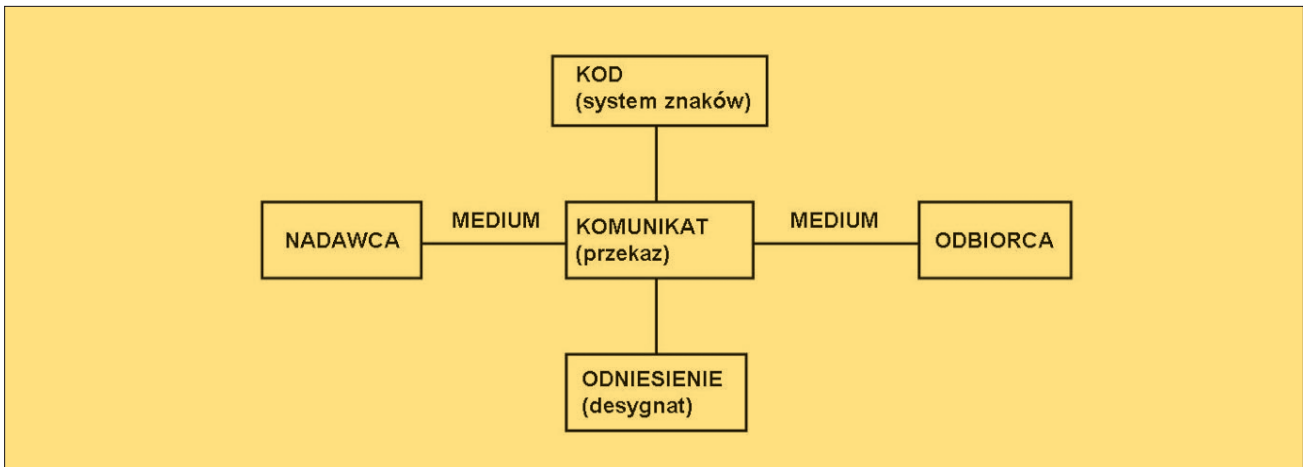 KOD
(system znaków)
NADAWCA
MEDIUM
KOMUNIKAT
(przekaz)
MEDIUM
ODBIORCA
ODNIESIENIE
(desygnat)